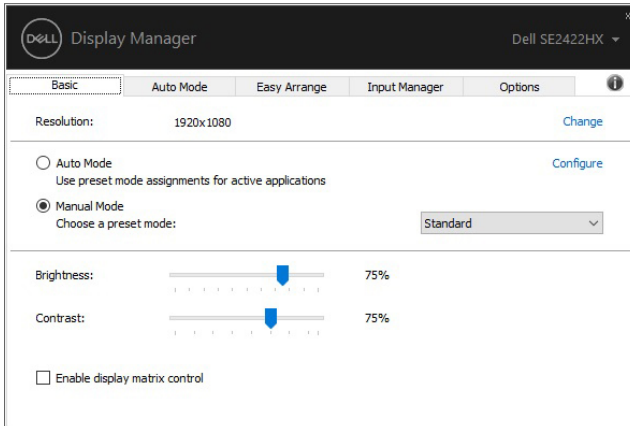 DELL Display Manager Dell SE2422HX
Basic Auto Mode Easy Arrange Input Manager Options
Resolution: 1920x1080 Change
Auto Mode Configure
Use preset mode assignments for active applications
Manual Mode
Choose a preset mode: Standard
Brightness: 75%
Contrast: 75%
Enable display matrix control